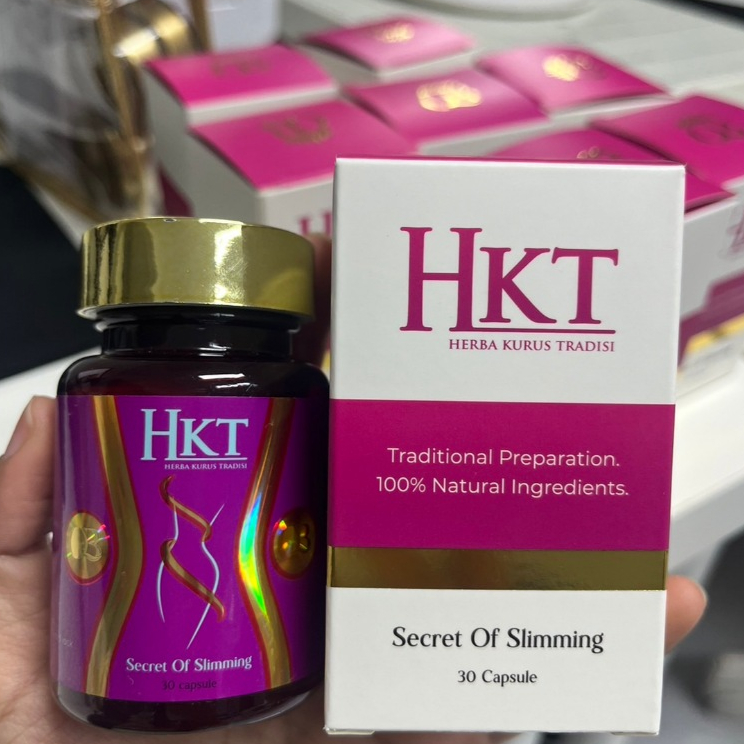 HKT
HERBA KURUS TRADISI
Secret Of Slimming
30 capsule
HKT
HERBA KURUS TRADISI
Traditional Preparation.
100% Natural Ingredients.
Secret Of Slimming
30 Capsule